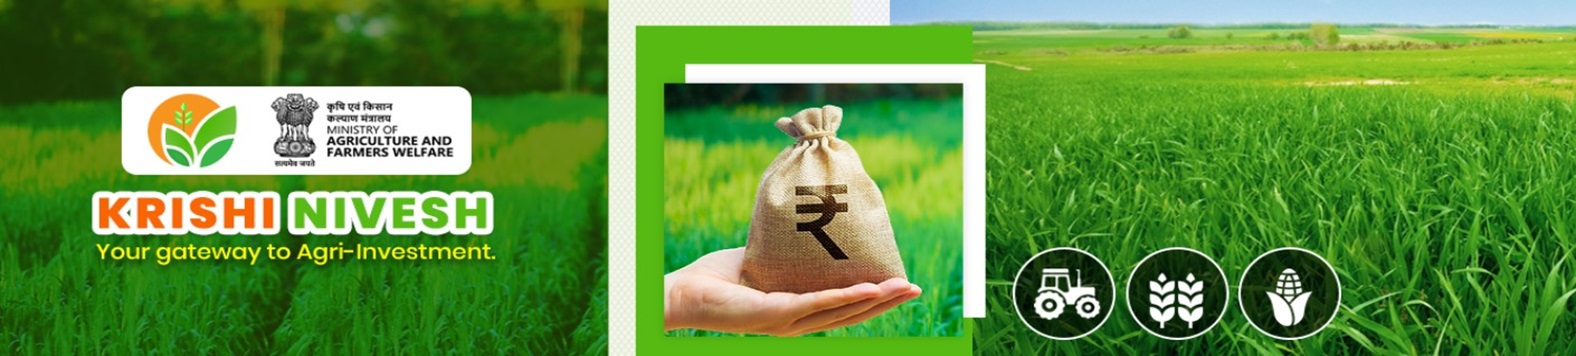 कृषि एवं किसान
कल्याण मंत्रालय
MINISTRY OF
AGRICULTURE AND
FARMERS WELFARE
सत्यमेव जयते
KRISHI NIVESH
Your gateway to Agri-Investment.
₹